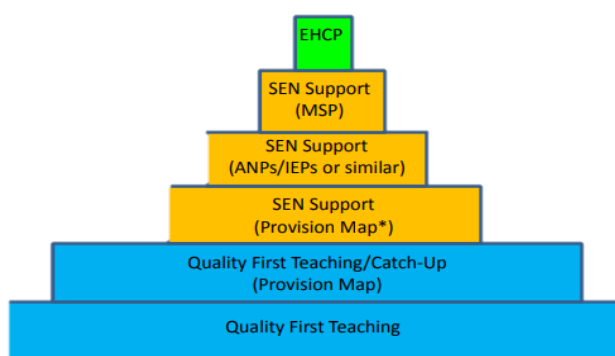 EHCP
SEN Support
(MSP)
SEN Support
(ANPs/IEPs or similar)
SEN Support
(Provision Map*)
Quality First Teaching/Catch-Up
(Provision Map)
Quality First Teaching